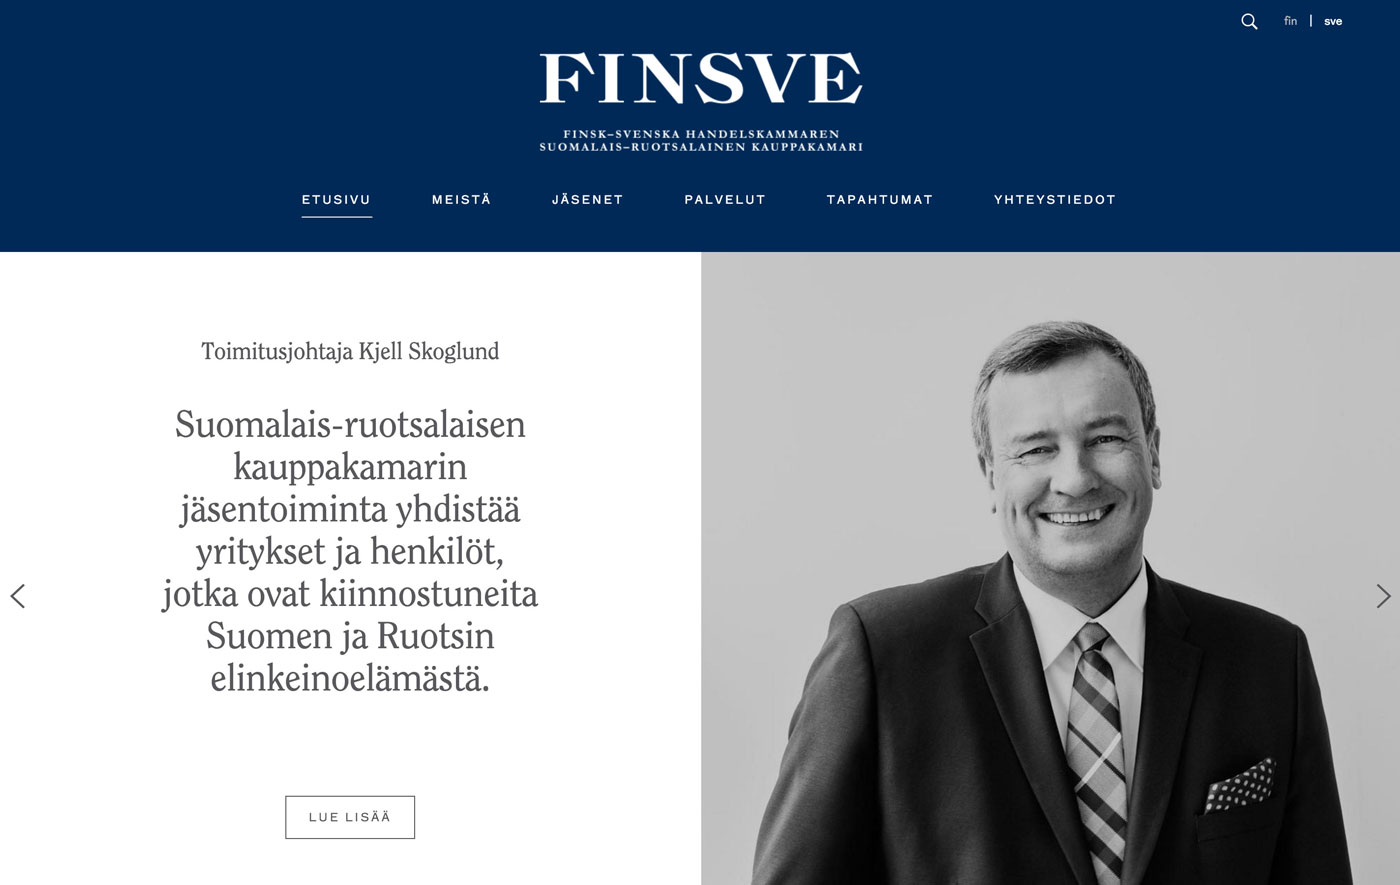 fin | sve
FINSVE
FINSK–SVENSKA HANDELSKAMMAREN
SUOMALAIS–RUOTSALAINEN KAUPPAKAMARI
ETUSIVU MEISTÄ JÄSENET PALVELUT TAPAHTUMAT YHTEYSTIEDOT
Toimitusjohtaja Kjell Skoglund
Suomalais-ruotsalaisen
kauppakamarin
jäsentoiminta yhdistää
yritykset ja henkilöt,
jotka ovat kiinnostuneita
Suomen ja Ruotsin
elinkeinoelämästä.
LUE LISÄÄ